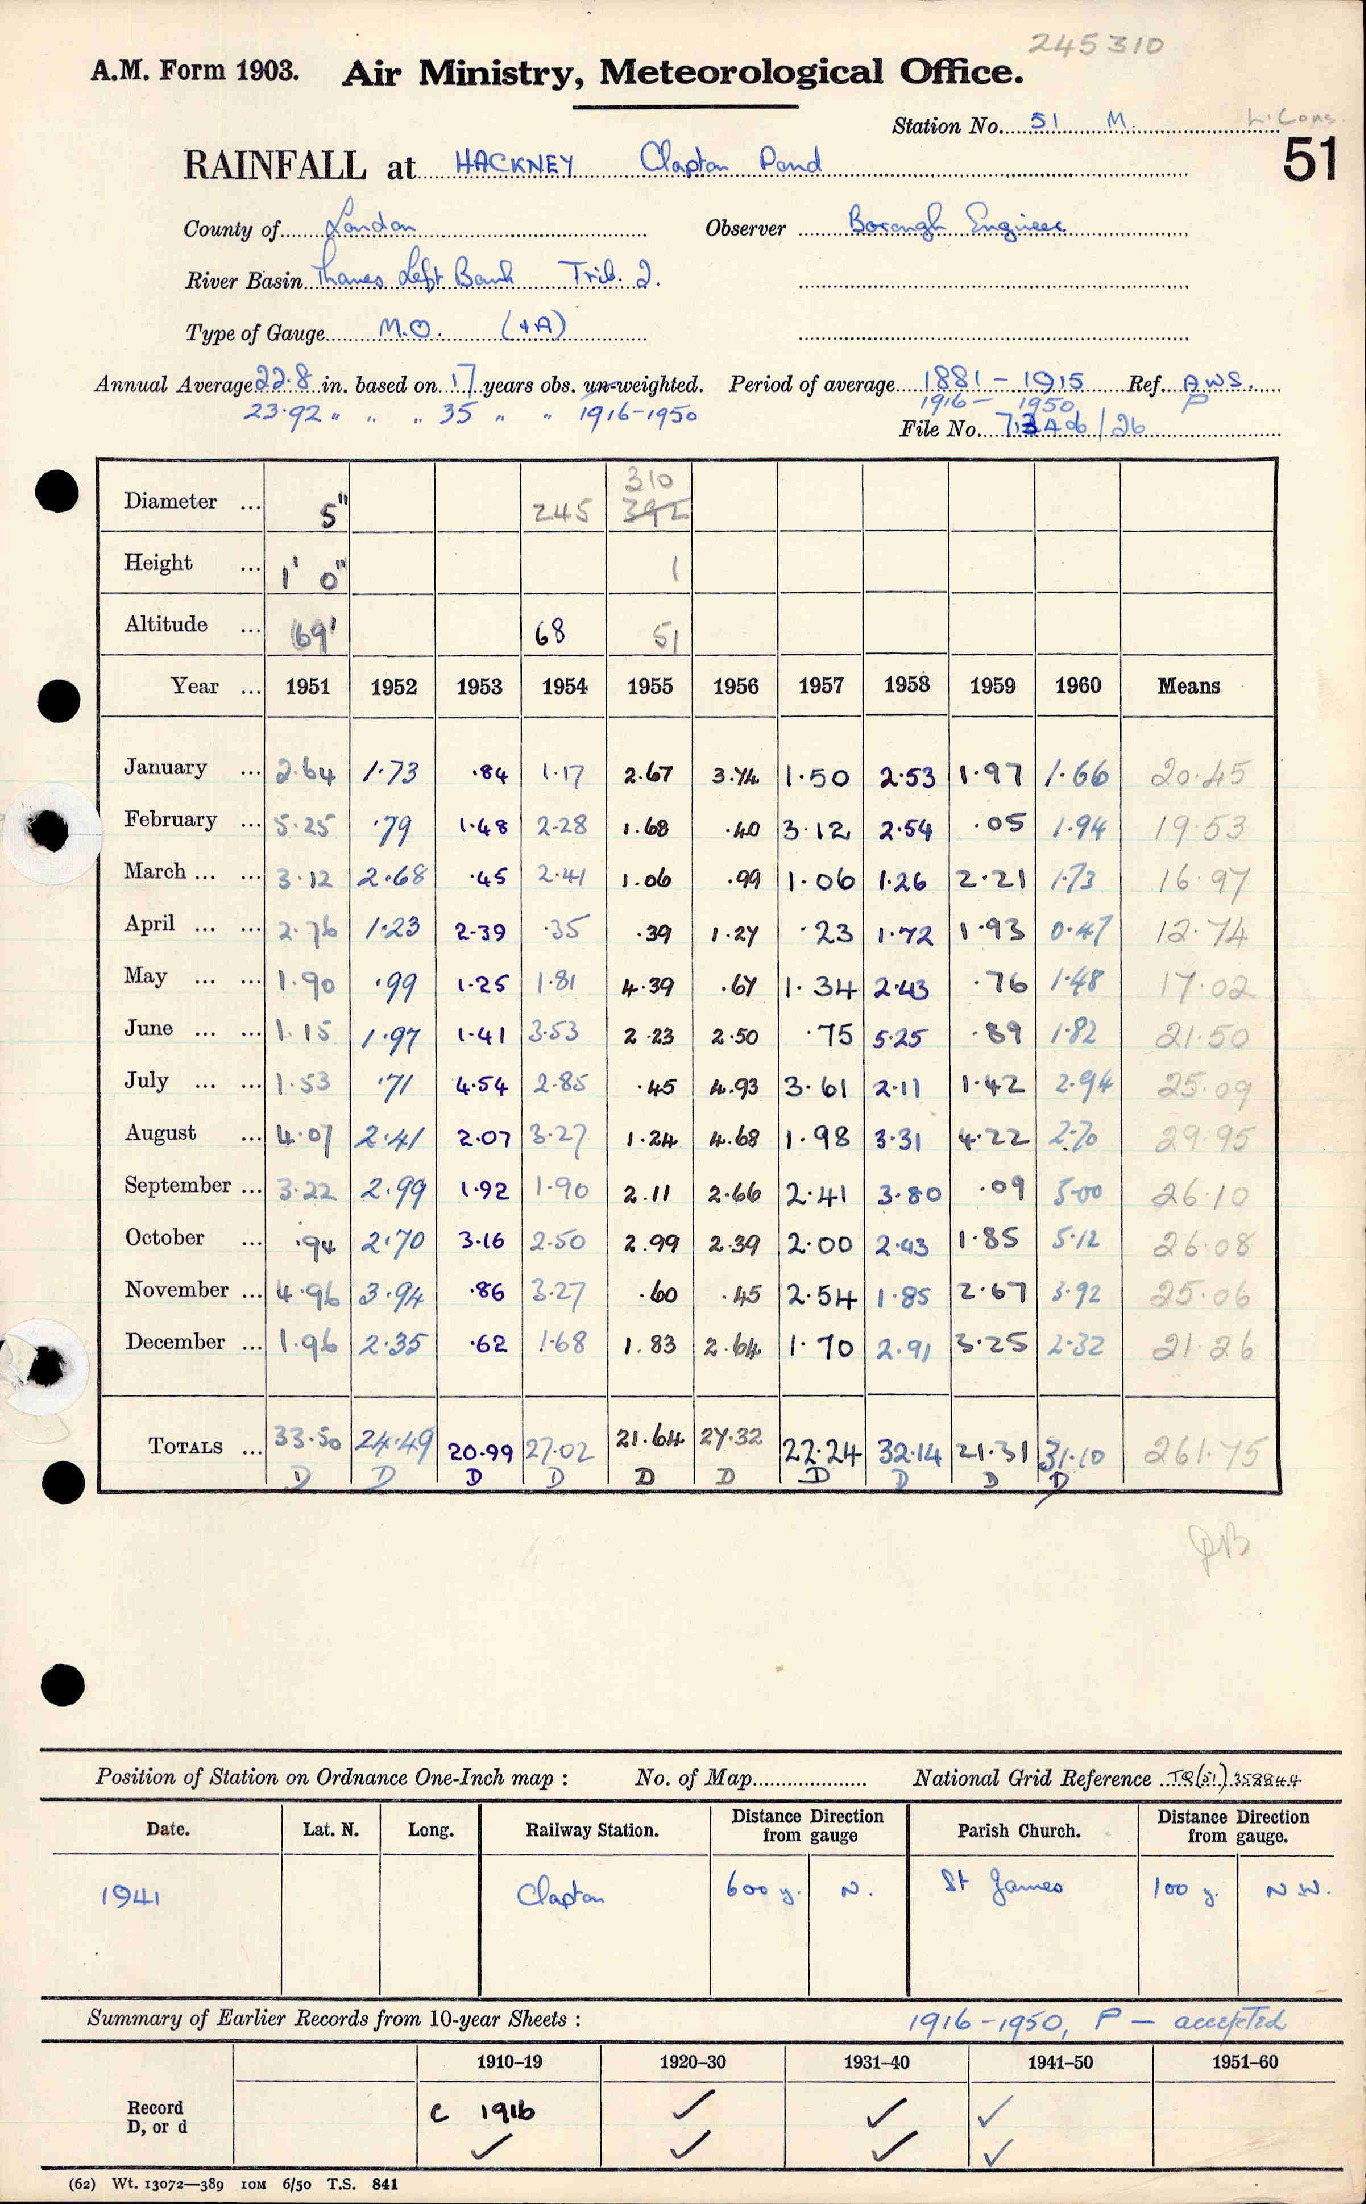 245310
A.M. Form 1903. Air Ministry, Meteorological Office.
Station No. 51 M.
51
RAINFALL at HACKNEY Clapton Pond
County of London Observer Borough Engineer
River Basin Thames Left Bank Trib. 2.
Type of Gauge M.O. (+A)
Annual Average 22.8 in. based on 17 years obs. un-weighted. Period of average 1881 - 1915 Ref. AWS.
23.92 " " " 35 " " 1916-1950 1916 - 1950 P
File No.
Diameter ... 5" 245 310 392
Height ... 1' 0" 1
Altitude ... 69' 68 51
Year ... 1951 1952 1953 1954 1955 1956 1957 1958 1959 1960 Means
January ... 2.64 1.73 .84 1.17 2.67 3.74 1.50 2.53 1.97 1.66 20.45
February ... 5.25 .79 1.48 2.28 1.68 .40 3.12 2.54 .05 1.94 19.53
March ... ... 3.12 2.68 .45 2.41 1.06 .99 1.06 1.26 2.21 1.73 16.97
April ... ... 2.76 1.23 2.39 .35 .39 1.27 .23 1.72 1.93 0.47 12.74
May ... ... 1.90 .99 1.25 1.81 4.39 .67 1.34 2.43 .76 1.48 17.02
June ... ... 1.15 1.97 1.41 3.53 2.23 2.50 .75 5.25 .89 1.82 21.50
July ... ... 1.53 .71 4.54 2.85 .45 4.93 3.61 2.11 1.42 2.94 25.09
August ... 4.07 2.41 2.07 3.27 1.24 4.68 1.98 3.31 4.22 2.70 29.95
September ... 3.22 2.99 1.92 1.90 2.11 2.66 2.41 3.80 .09 5.00 26.10
October ... .94 2.70 3.16 2.50 2.99 2.39 2.00 2.43 1.85 5.12 26.08
November ... 4.96 3.94 .86 3.27 .60 .45 2.54 1.85 2.67 3.92 25.06
December ... 1.96 2.35 .62 1.68 1.83 2.64 1.70 2.91 3.25 2.32 21.26
TOTALS ... 33.50 24.49 20.99 27.02 21.64 27.32 22.24 32.14 21.31 31.10 261.75
D D D D D D D D D D
Position of Station on Ordnance One-Inch map : No. of Map National Grid Reference TQ(51)
Date. Lat. N. Long. Railway Station. Distance Direction from gauge Parish Church. Distance Direction from gauge.
1941 Clapton 600 y. N. St James 100 y. N W.
Summary of Earlier Records from 10-year Sheets : 1916-1950, P — accepted
1910–19 1920–30 1931–40 1941–50 1951–60
Record c 1916 ✓ ✓ ✓
D, or d ✓ ✓ ✓ ✓
(62) Wt. 13072—389 10M 6/50 T.S. 841